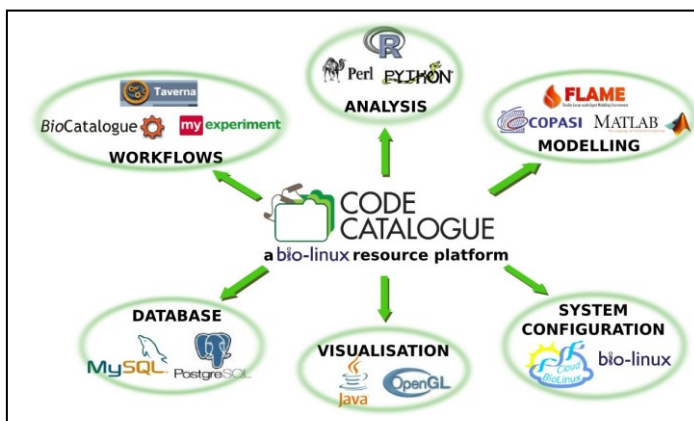 R
Perl PYTHON
ANALYSIS
Taverna
BioCatalogue myexperiment
WORKFLOWS
FLAME
COPASI MATLAB
MODELLING
CODE
CATALOGUE
a bio-linux resource platform
DATABASE
MySQL PostgreSQL
VISUALISATION
Java OpenGL
SYSTEM
CONFIGURATION
Cloud
BioLinux bio-linux